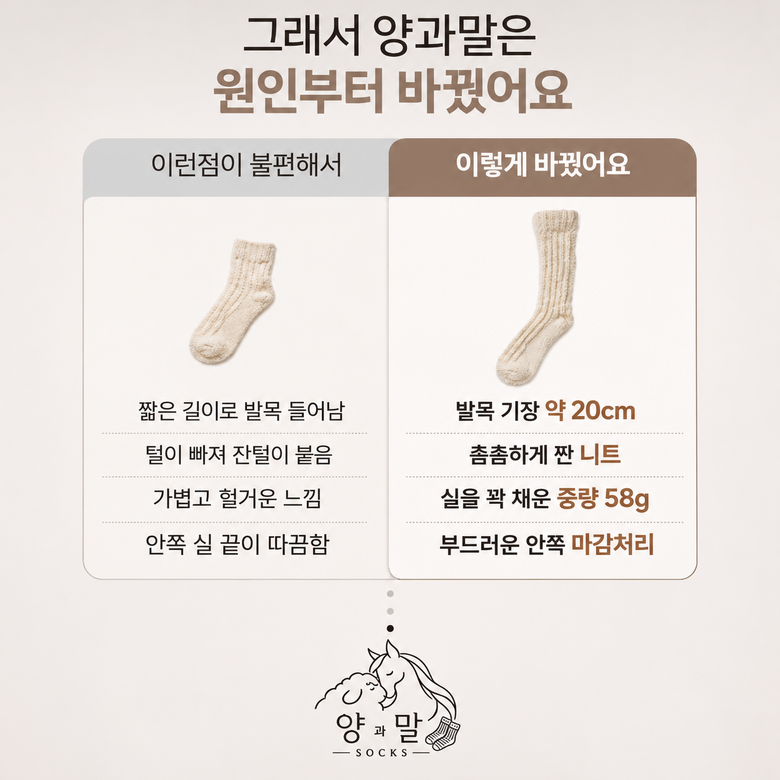 그래서 양과말은
원인부터 바꿨어요
이런점이 불편해서
이렇게 바꿨어요
짧은 길이로 발목 들어남
발목 기장 약 20cm
털이 빠져 잔털이 붙음
촘촘하게 짠 니트
가볍고 헐거운 느낌
실을 꽉 채운 중량 58g
안쪽 실 끝이 따끔함
부드러운 안쪽 마감처리
양과말
SOCKS